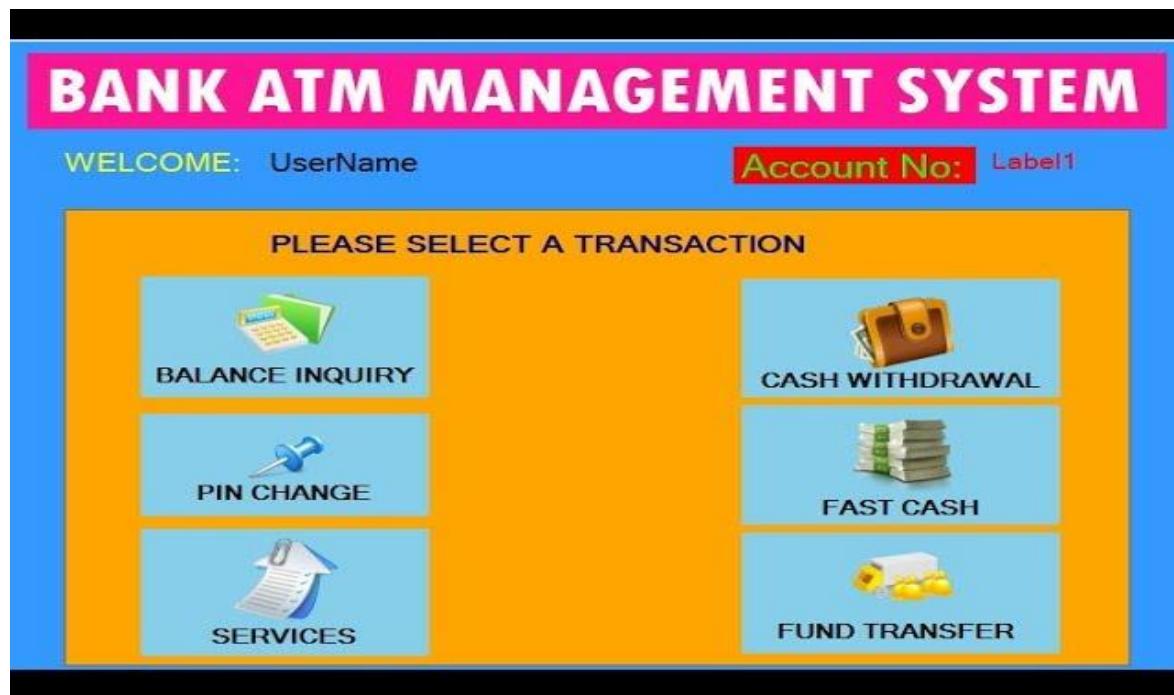 BANK ATM MANAGEMENT SYSTEM
WELCOME: UserName Account No: Label1
PLEASE SELECT A TRANSACTION
BALANCE INQUIRY CASH WITHDRAWAL
PIN CHANGE FAST CASH
SERVICES FUND TRANSFER